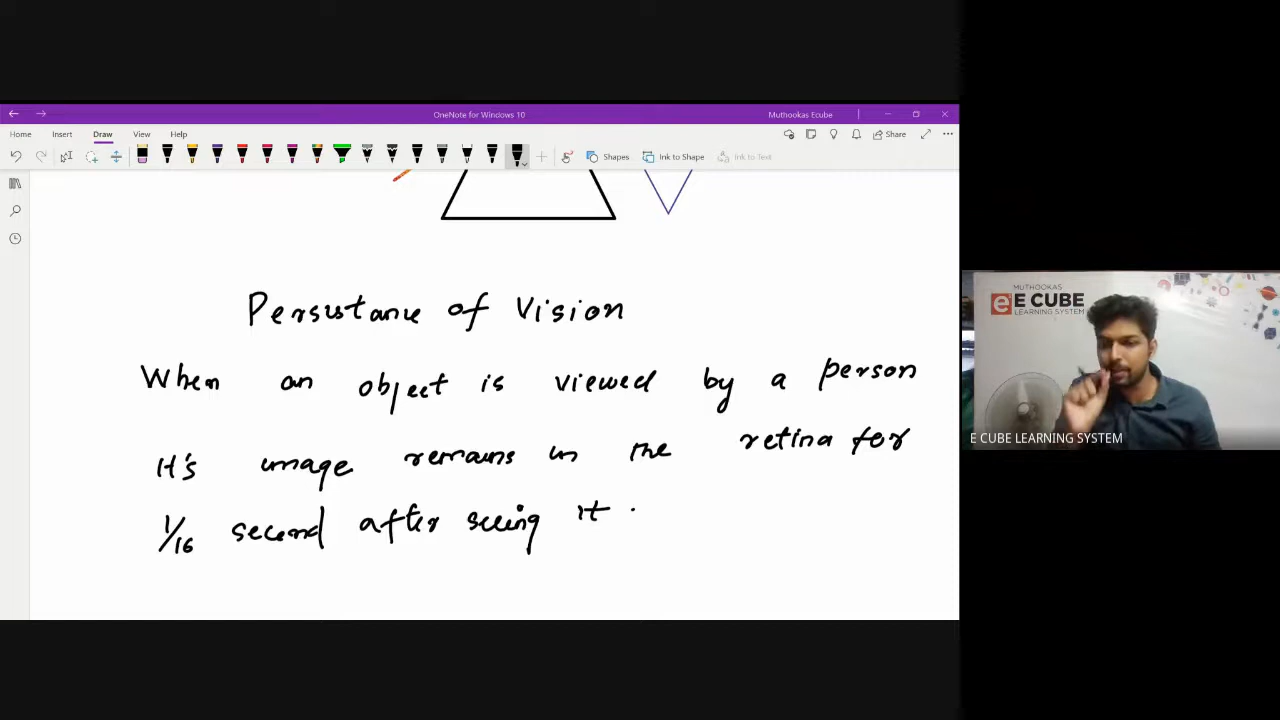 OneNote for Windows 10
Muthookas Ecube
Home Insert Draw View Help
Share
Shapes Ink to Shape Ink to Text
Persistance of Vision
When an object is viewed by a person
It's image remains in the retina for
1/16 second after seeing it .
MUTHOOKAS
e E CUBE
LEARNING SYSTEM
E CUBE LEARNING SYSTEM